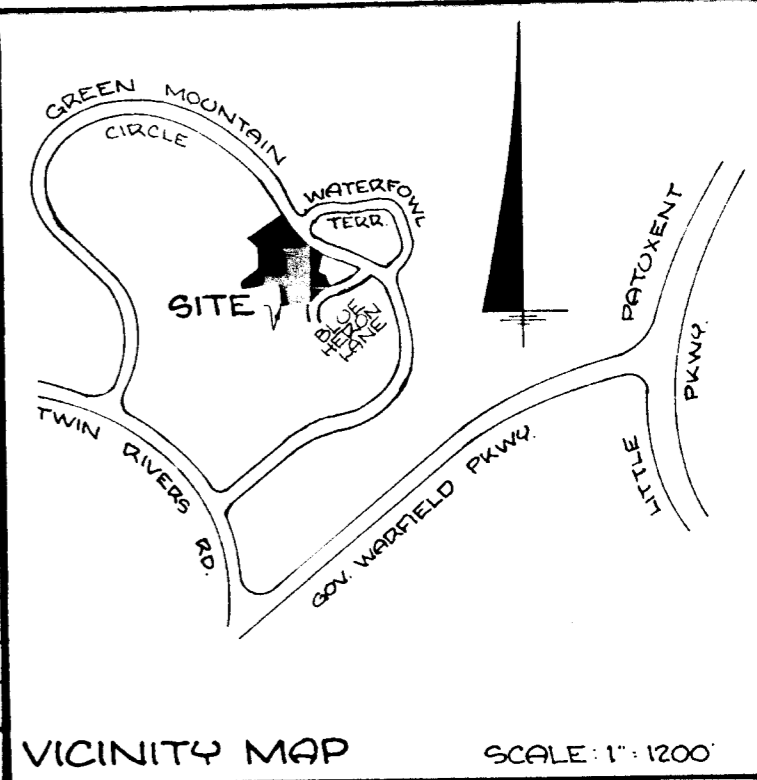 GREEN MOUNTAIN
CIRCLE
WATERFOWL
TERR.
SITE
BLUE
HERON
LANE
PATUXENT
PKWY.
LITTLE
TWIN RIVERS
RD.
GOV. WARFIELD PKWY.
VICINITY MAP
SCALE: 1": 1200'